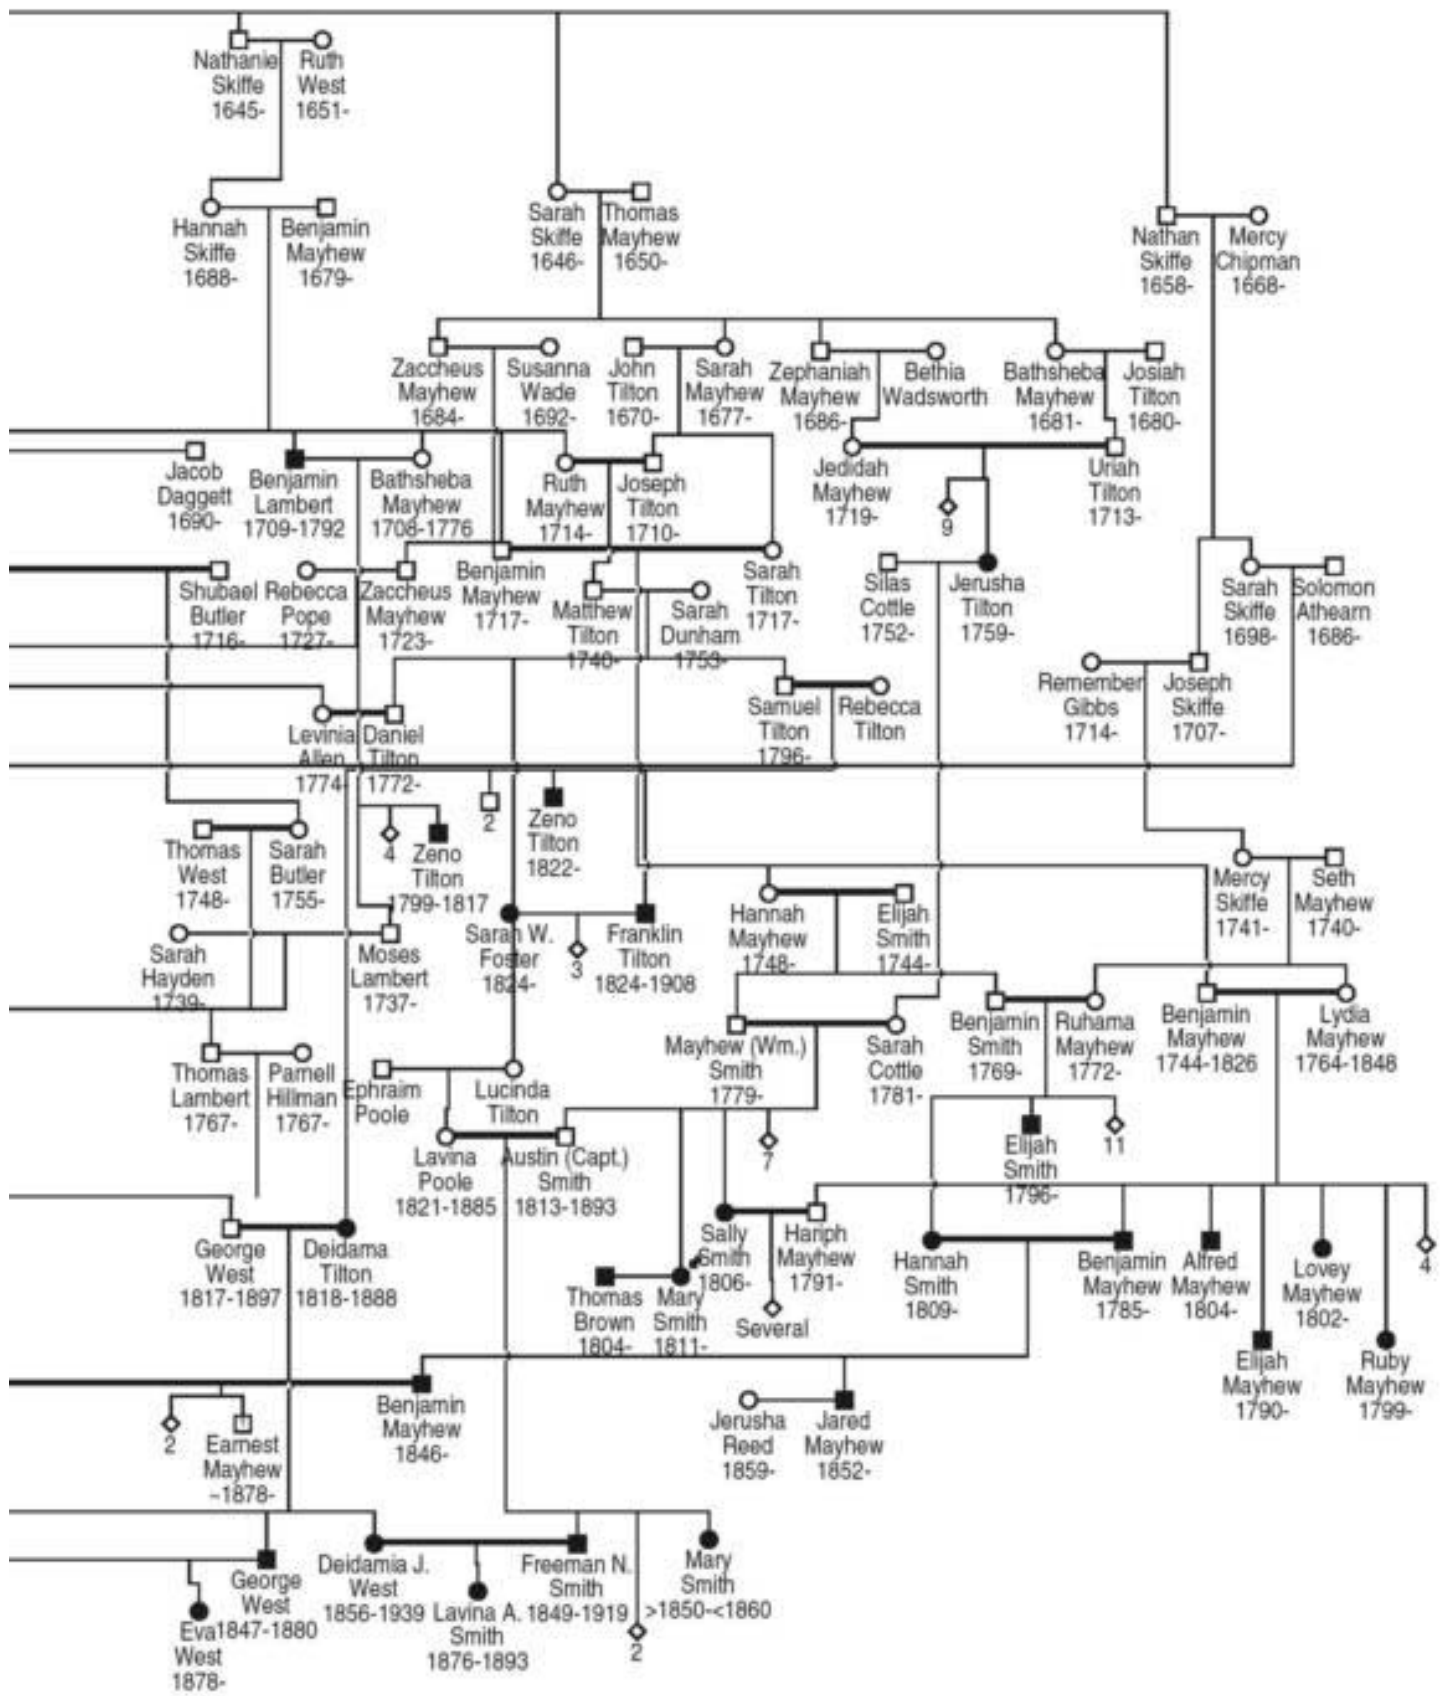 Nathanie
Skiffe
1645-
Ruth
West
1651-
Hannah
Skiffe
1688-
Benjamin
Mayhew
1679-
Sarah
Skiffe
1646-
Thomas
Mayhew
1650-
Nathan
Skiffe
1658-
Mercy
Chipman
1668-
Zaccheus
Mayhew
1684-
Susanna
Wade
1692-
John
Tilton
1670-
Sarah
Mayhew
1677-
Zephaniah
Mayhew
1686-
Bethia
Wadsworth
Bathsheba
Mayhew
1681-
Josiah
Tilton
1680-
Jacob
Daggett
1690-
Benjamin
Lambert
1709-1792
Bathsheba
Mayhew
1708-1776
Ruth
Mayhew
1714-
Joseph
Tilton
1710-
Jedidah
Mayhew
1719-
9
Uriah
Tilton
1713-
Shubael
Butler
1716-
Rebecca
Pope
1727-
Zaccheus
Mayhew
1723-
Benjamin
Mayhew
1717-
Matthew
Tilton
1740-
Sarah
Dunham
1753-
Sarah
Tilton
1717-
Silas
Cottle
1752-
Jerusha
Tilton
1759-
Sarah
Skiffe
1698-
Solomon
Athearn
1686-
Remember
Gibbs
1714-
Joseph
Skiffe
1707-
Levinia
Allen
1774-
Daniel
Tilton
1772-
Samuel
Tilton
1796-
Rebecca
Tilton
2
Zeno
Tilton
1822-
4
Zeno
Tilton
1799-1817
Thomas
West
1748-
Sarah
Butler
1755-
Mercy
Skiffe
1741-
Seth
Mayhew
1740-
Sarah
Hayden
1739-
Moses
Lambert
1737-
Sarah W.
Foster
1824-
3
Franklin
Tilton
1824-1908
Hannah
Mayhew
1748-
Elijah
Smith
1744-
Mayhew (Wm.)
Smith
1779-
Sarah
Cottle
1781-
Benjamin
Smith
1769-
Ruhama
Mayhew
1772-
Benjamin
Mayhew
1744-1826
Lydia
Mayhew
1764-1848
Thomas
Lambert
1767-
Parnell
Hillman
1767-
Ephraim
Poole
Lucinda
Tilton
Lavina
Poole
1821-1885
Austin (Capt.)
Smith
1813-1893
7
Elijah
Smith
1796-
11
George
West
1817-1897
Deidama
Tilton
1818-1888
Thomas
Brown
1804-
Mary
Smith
1811-
Sally
Smith
1806-
Hariph
Mayhew
1791-
Several
Hannah
Smith
1809-
Benjamin
Mayhew
1785-
Alfred
Mayhew
1804-
Elijah
Mayhew
1790-
Lovey
Mayhew
1802-
Ruby
Mayhew
1799-
4
2
Earnest
Mayhew
~1878-
Benjamin
Mayhew
1846-
Jerusha
Reed
1859-
Jared
Mayhew
1852-
Eva
West
1878-
George
West
1847-1880
Deidamia J.
West
1856-1939
Lavina A.
Smith
1876-1893
Freeman N.
Smith
1849-1919
2
Mary
Smith
>1850-<1860